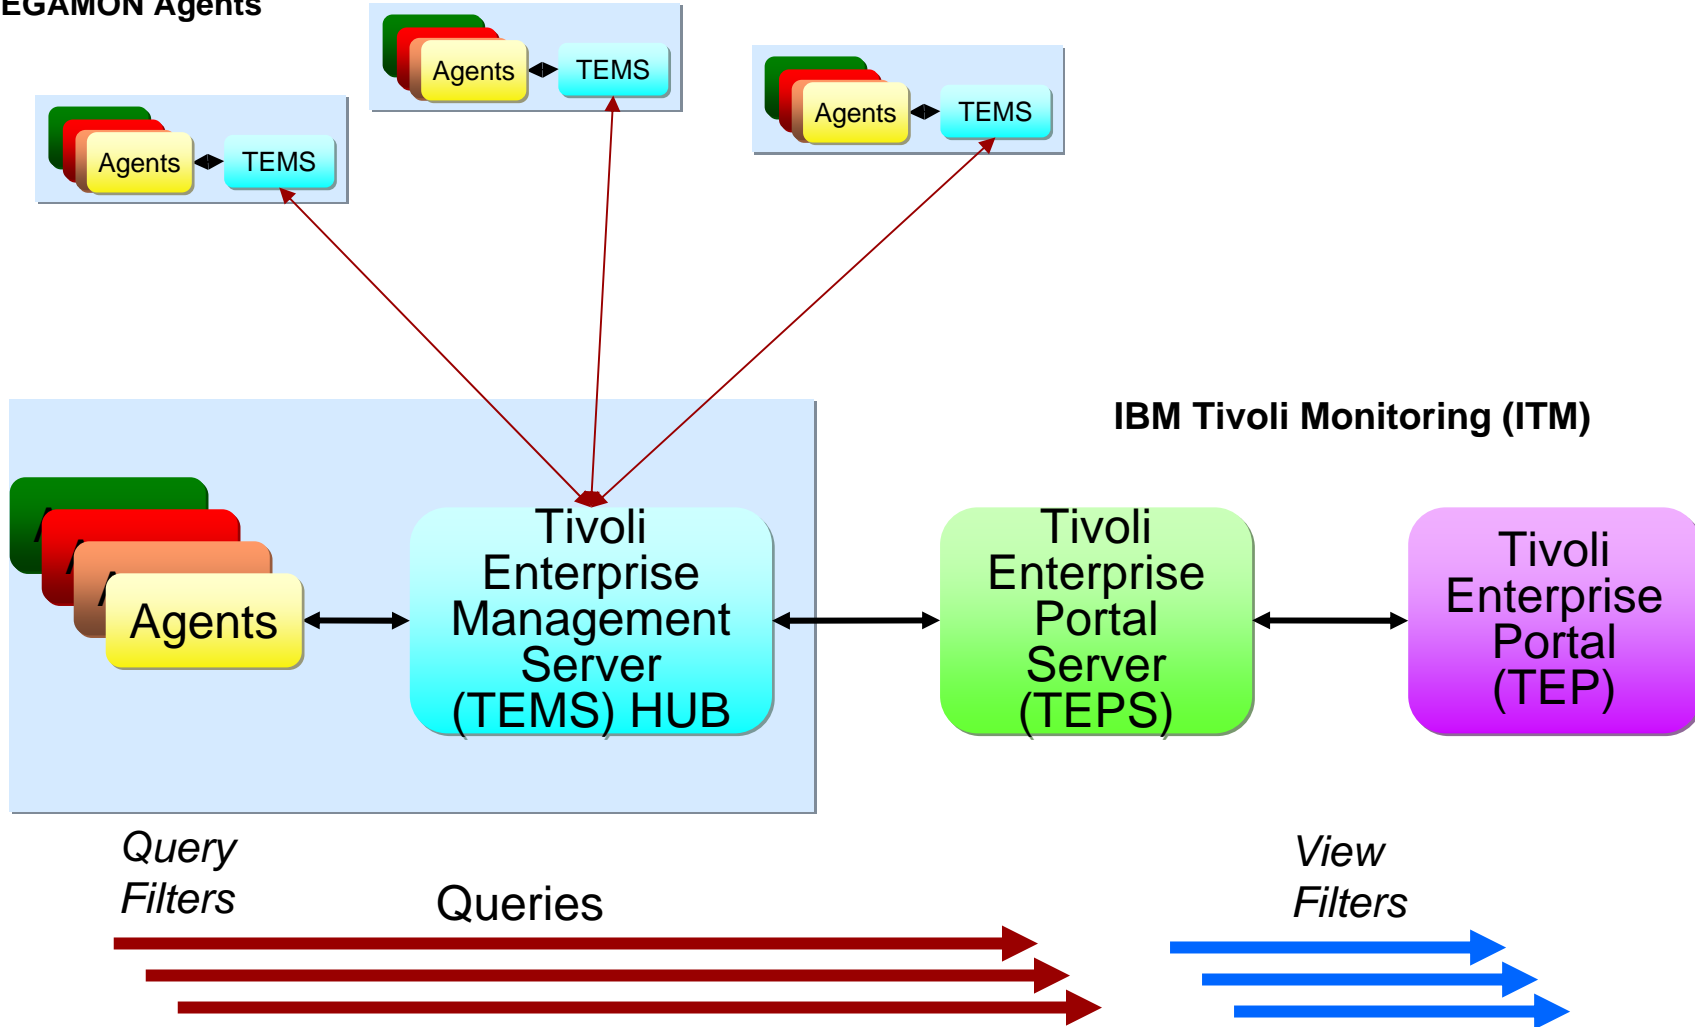 EGAMON Agents
Agents
TEMS
Agents
TEMS
Agents
TEMS
IBM Tivoli Monitoring (ITM)
Agents
Tivoli
Enterprise
Management
Server
(TEMS) HUB
Tivoli
Enterprise
Portal
Server
(TEPS)
Tivoli
Enterprise
Portal
(TEP)
Query
Filters
Queries
View
Filters